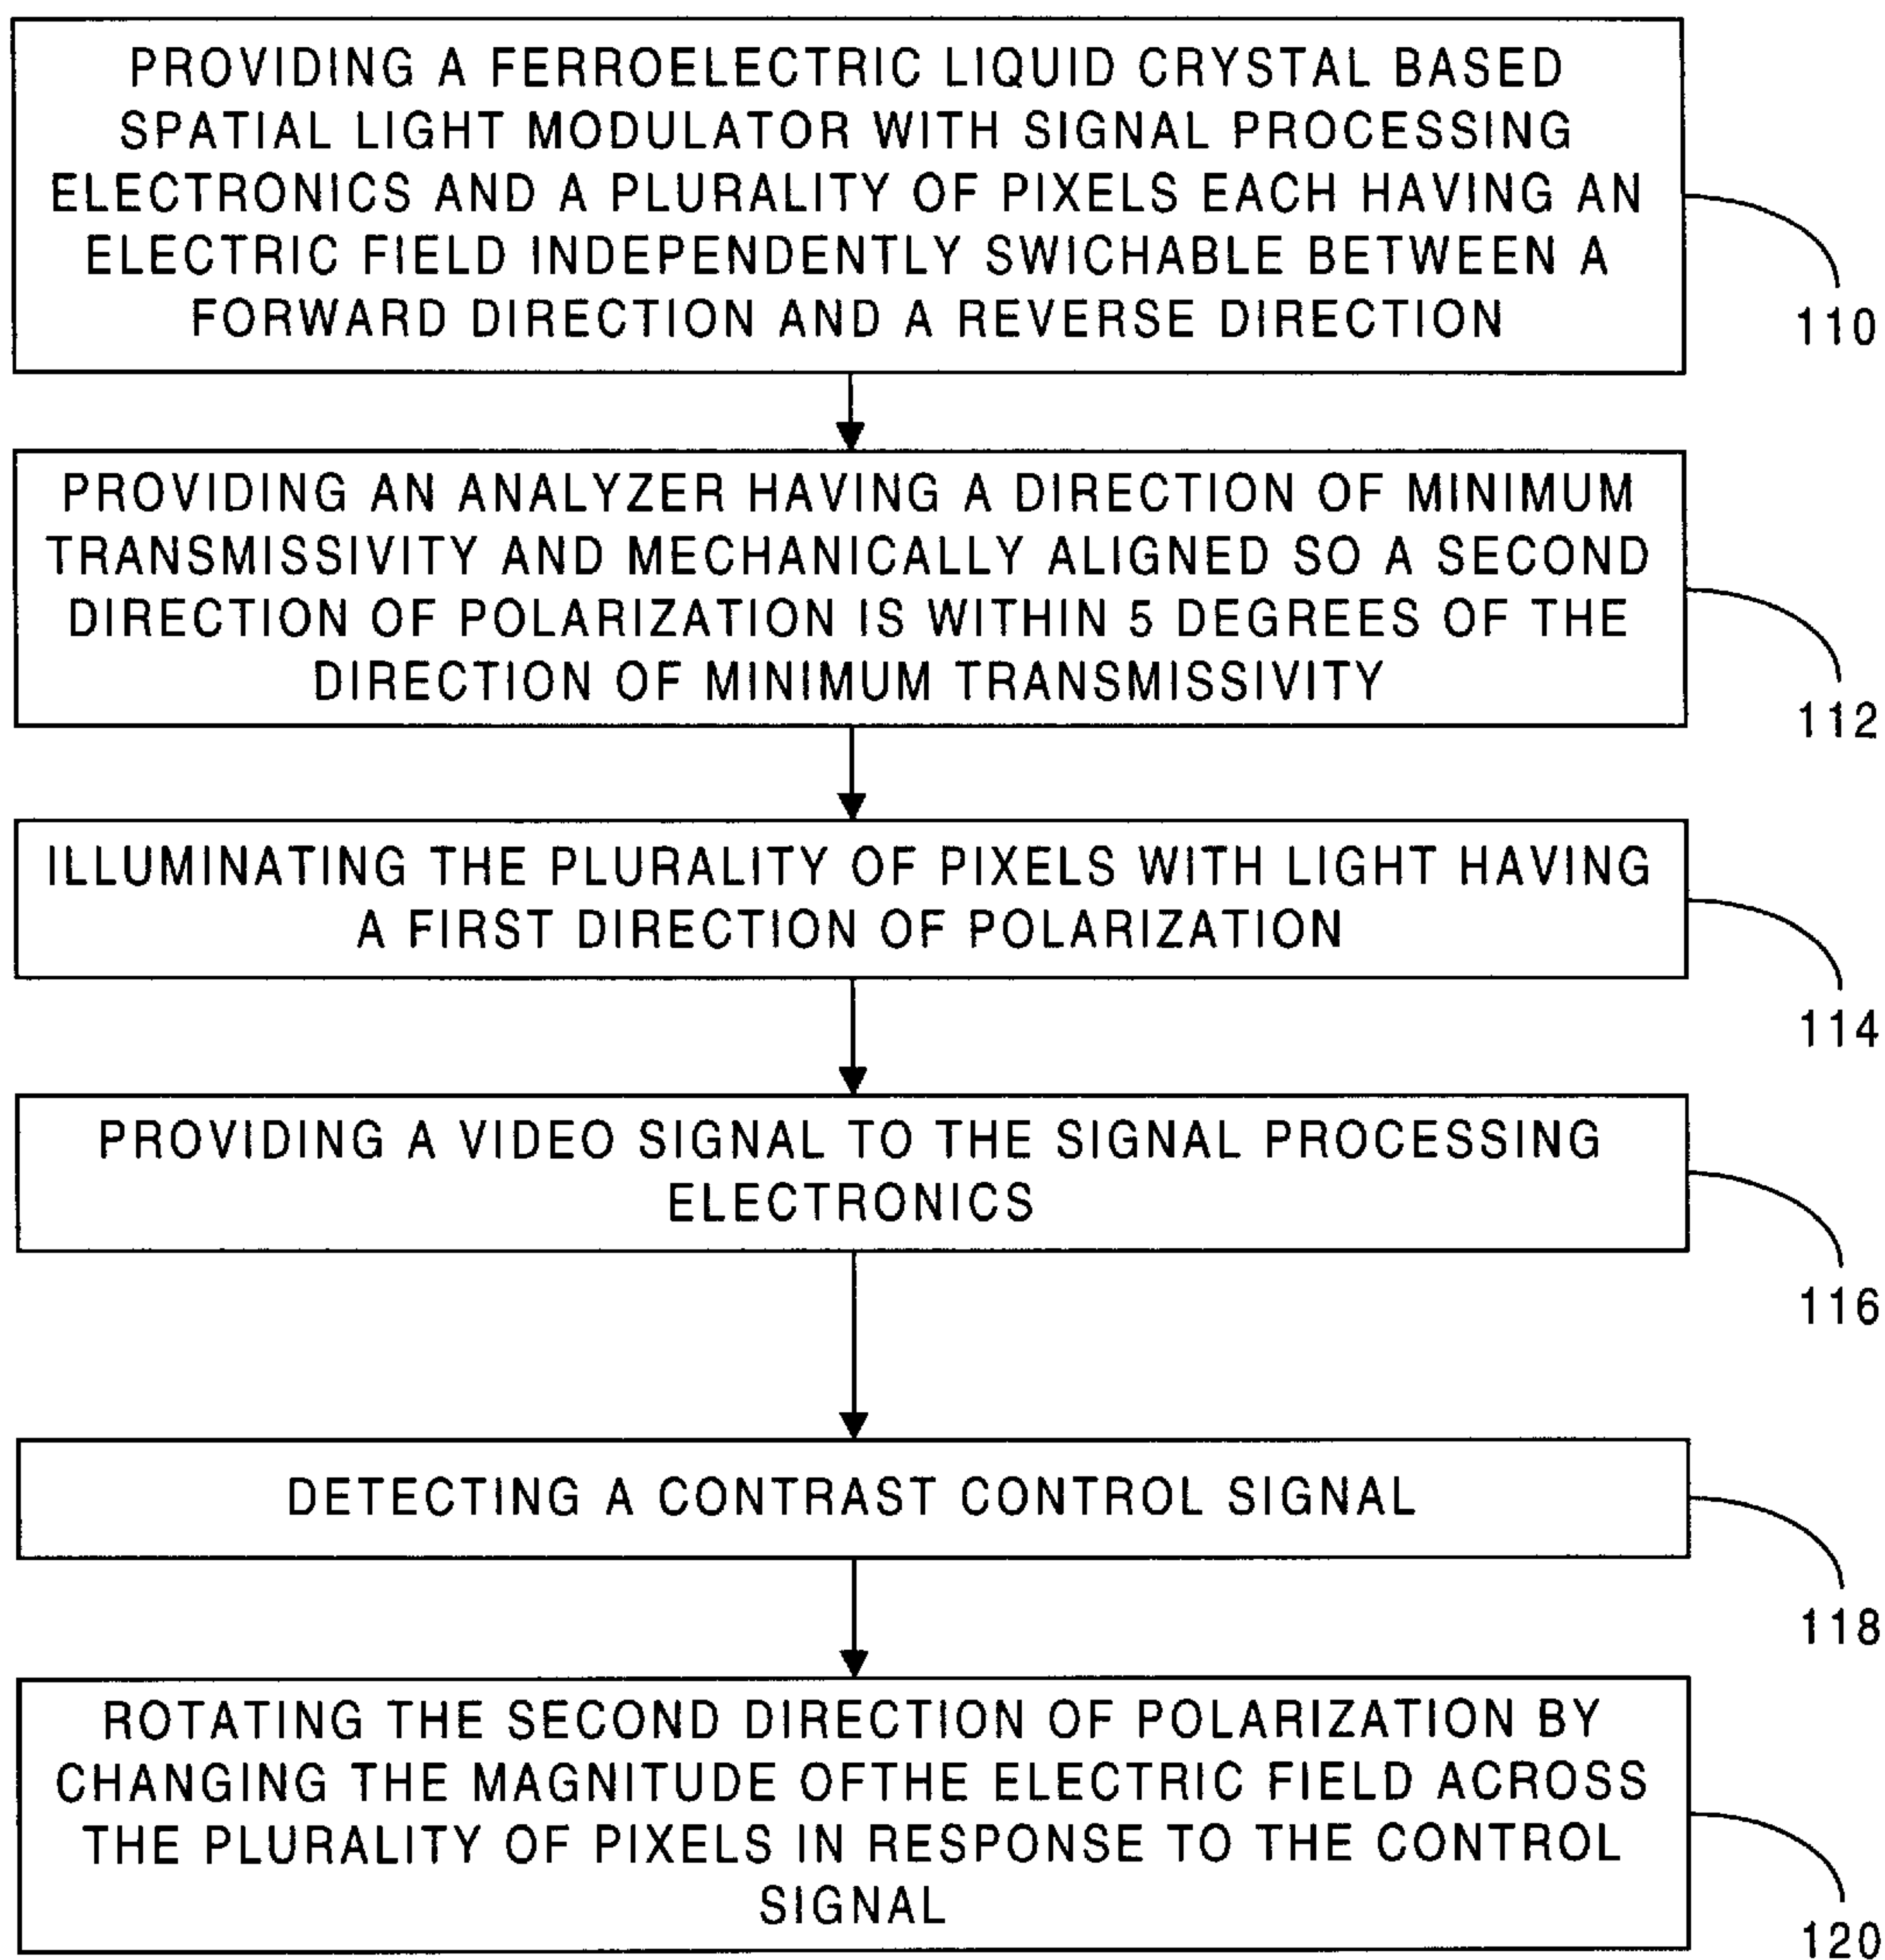 PROVIDING A FERROELECTRIC LIQUID CRYSTAL BASED
SPATIAL LIGHT MODULATOR WITH SIGNAL PROCESSING
ELECTRONICS AND A PLURALITY OF PIXELS EACH HAVING AN
ELECTRIC FIELD INDEPENDENTLY SWICHABLE BETWEEN A
FORWARD DIRECTION AND A REVERSE DIRECTION
110
PROVIDING AN ANALYZER HAVING A DIRECTION OF MINIMUM
TRANSMISSIVITY AND MECHANICALLY ALIGNED SO A SECOND
DIRECTION OF POLARIZATION IS WITHIN 5 DEGREES OF THE
DIRECTION OF MINIMUM TRANSMISSIVITY
112
ILLUMINATING THE PLURALITY OF PIXELS WITH LIGHT HAVING
A FIRST DIRECTION OF POLARIZATION
114
PROVIDING A VIDEO SIGNAL TO THE SIGNAL PROCESSING
ELECTRONICS
116
DETECTING A CONTRAST CONTROL SIGNAL
118
ROTATING THE SECOND DIRECTION OF POLARIZATION BY
CHANGING THE MAGNITUDE OFTHE ELECTRIC FIELD ACROSS
THE PLURALITY OF PIXELS IN RESPONSE TO THE CONTROL
SIGNAL
120